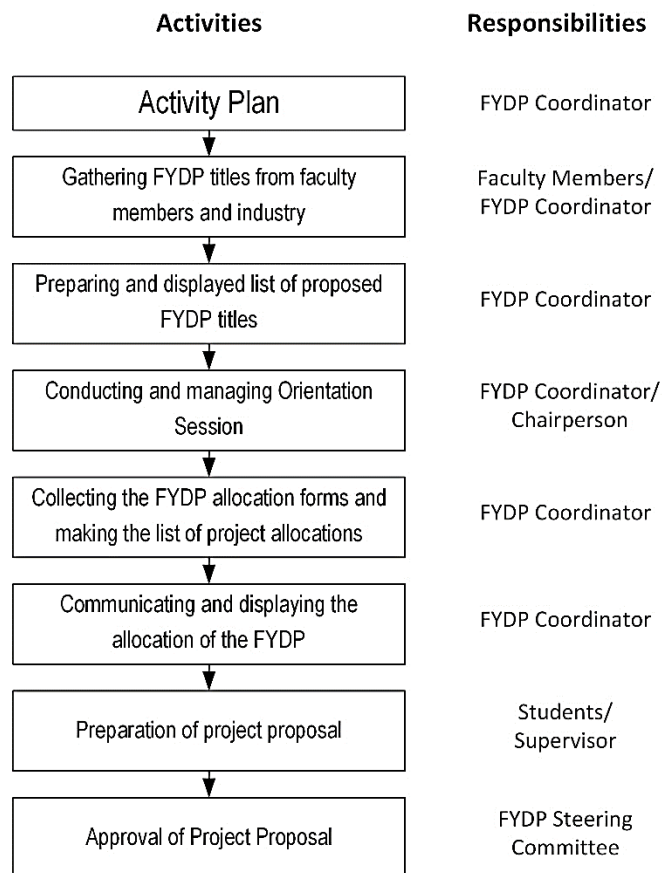 Activities
Responsibilities
Activity Plan
FYDP Coordinator
Gathering FYDP titles from faculty
members and industry
Faculty Members/
FYDP Coordinator
Preparing and displayed list of proposed
FYDP titles
FYDP Coordinator
Conducting and managing Orientation
Session
FYDP Coordinator/
Chairperson
Collecting the FYDP allocation forms and
making the list of project allocations
FYDP Coordinator
Communicating and displaying the
allocation of the FYDP
FYDP Coordinator
Preparation of project proposal
Students/
Supervisor
Approval of Project Proposal
FYDP Steering
Committee